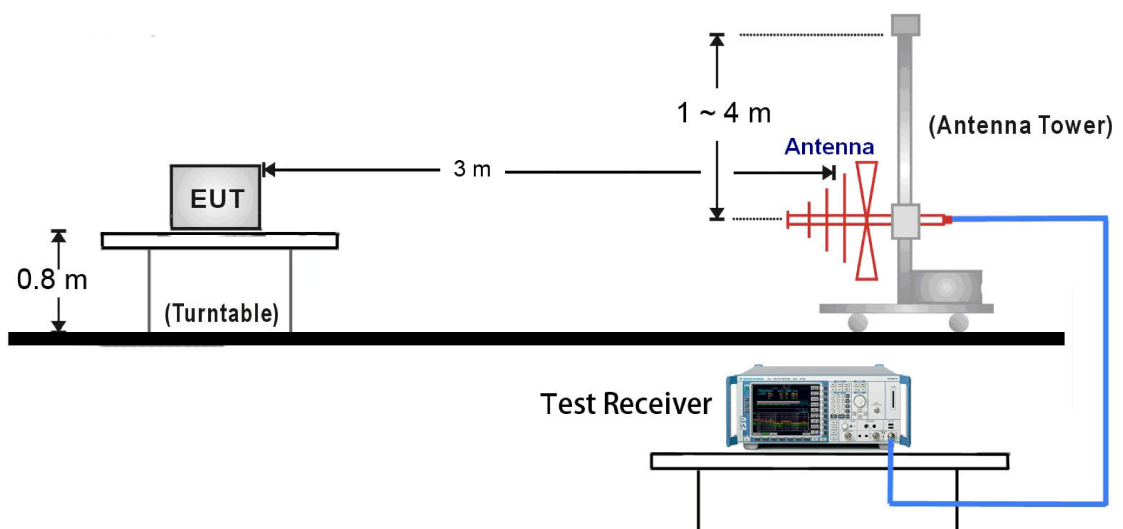 1 ~ 4 m
(Antenna Tower)
Antenna
3 m
EUT
0.8 m
(Turntable)
Test Receiver